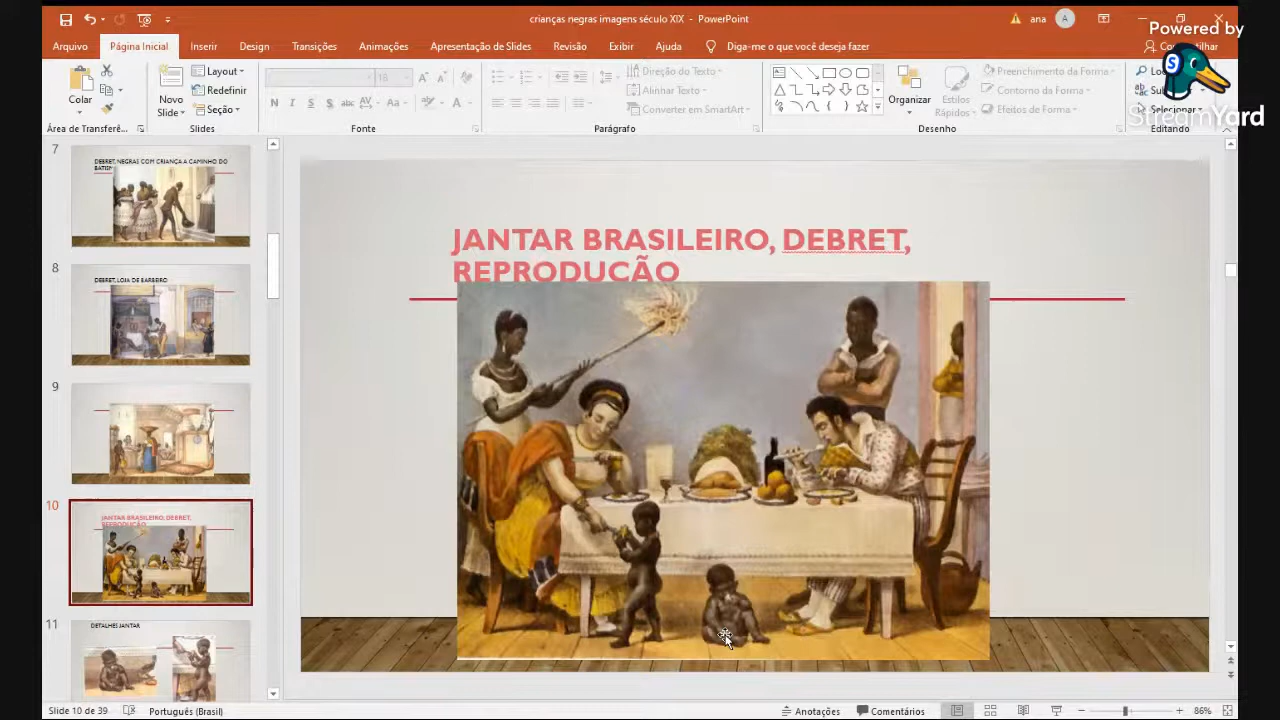 crianças negras imagens século XIX - PowerPoint
ana
A
Powered by
StreamYard
Arquivo
Página Inicial
Inserir
Design
Transições
Animações
Apresentação de Slides
Revisão
Exibir
Ajuda
Diga-me o que você deseja fazer
Colar
Novo
Slide
Layout
Redefinir
Seção
N
I
S
S
abc
AV
Aa
A
16
Direção do Texto
Alinhar Texto
Converter em SmartArt
Organizar
Estilos
Rápidos
Preenchimento da Forma
Contorno da Forma
Efeitos de Forma
Selecionar
Área de Transferê...
Slides
Fonte
Parágrafo
Desenho
Editando
7
DEBRET, NEGRAS COM CRIANÇA A CAMINHO DO
8
DEBRET, LOJA DE BARBEIRO
9
10
JANTAR BRASILEIRO, DEBRET,
REPRODUÇÃO
11
DETALHES JANTAR
JANTAR BRASILEIRO, DEBRET,
REPRODUÇÃO
Slide 10 de 39
Português (Brasil)
Anotações
Comentários
86%